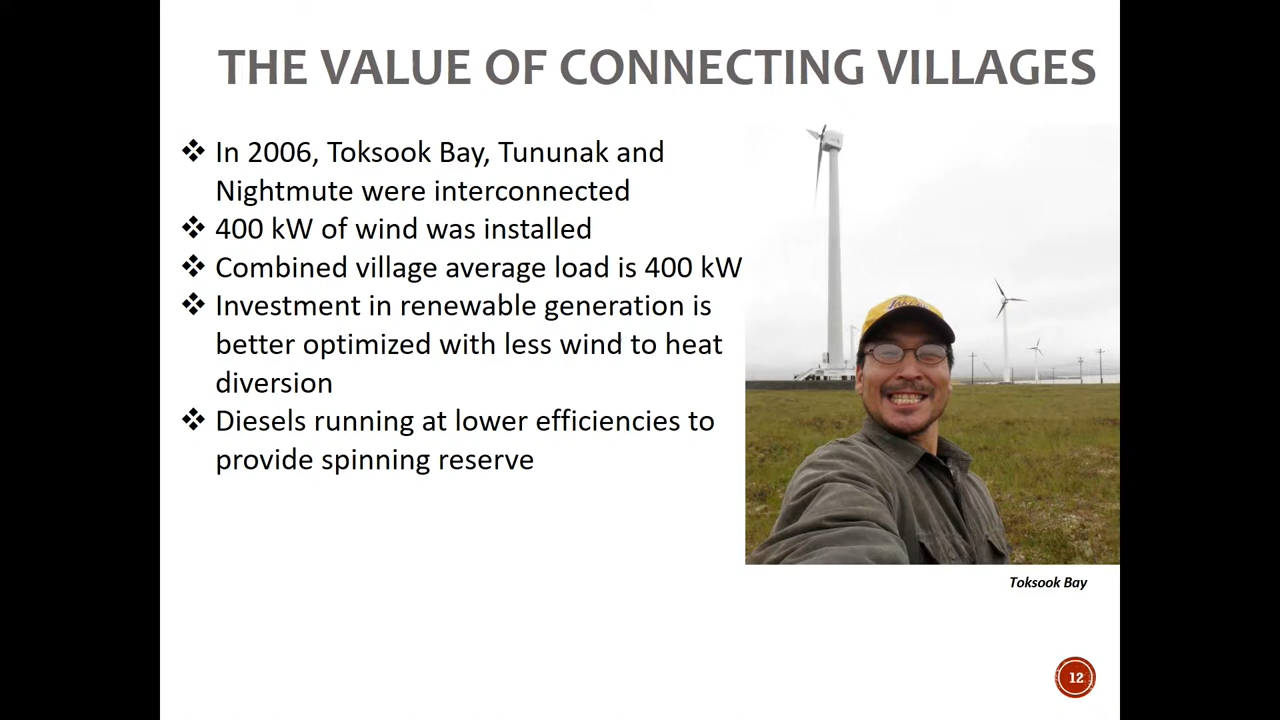 THE VALUE OF CONNECTING VILLAGES
❖ In 2006, Toksook Bay, Tununak and
Nightmute were interconnected
❖ 400 kW of wind was installed
❖ Combined village average load is 400 kW
❖ Investment in renewable generation is
better optimized with less wind to heat
diversion
❖ Diesels running at lower efficiencies to
provide spinning reserve
Toksook Bay
12